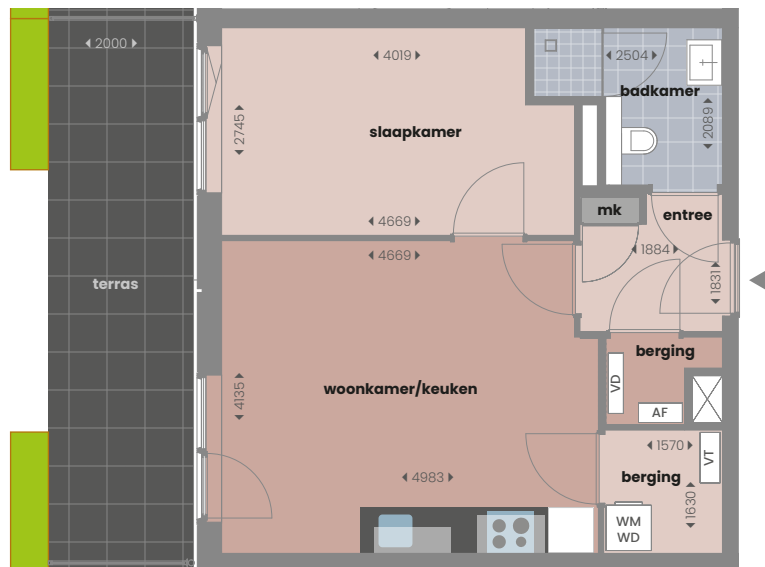 2000
4019
2504
badkamer
2745
slaapkamer
2089
4669
mk
entree
4669
1884
1831
terras
berging
VD
AF
woonkamer/keuken
4135
1570
VT
4983
berging
1630
WM
WD